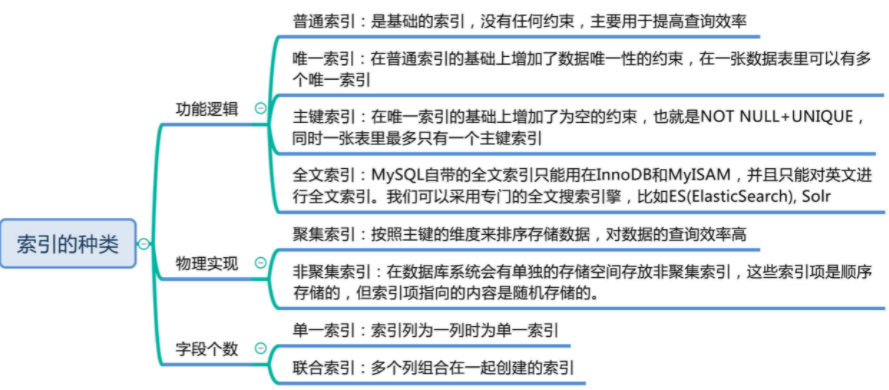 索引的种类
功能逻辑
普通索引：是基础的索引，没有任何约束，主要用于提高查询效率
唯一索引：在普通索引的基础上增加了数据唯一性的约束，在一张数据表里可以有多
个唯一索引
主键索引：在唯一索引的基础上增加了为空的约束，也就是NOT NULL+UNIQUE，
同时一张表里最多只有一个主键索引
全文索引：MySQL自带的全文索引只能用在InnoDB和MyISAM，并且只能对英文进
行全文索引。我们可以采用专门的全文搜索引擎，比如ES(ElasticSearch), Solr
物理实现
聚集索引：按照主键的维度来排序存储数据，对数据的查询效率高
非聚集索引：在数据库系统会有单独的存储空间存放非聚集索引，这些索引项是顺序
存储的，但索引项指向的内容是随机存储的。
字段个数
单一索引：索引列为一列时为单一索引
联合索引：多个列组合在一起创建的索引